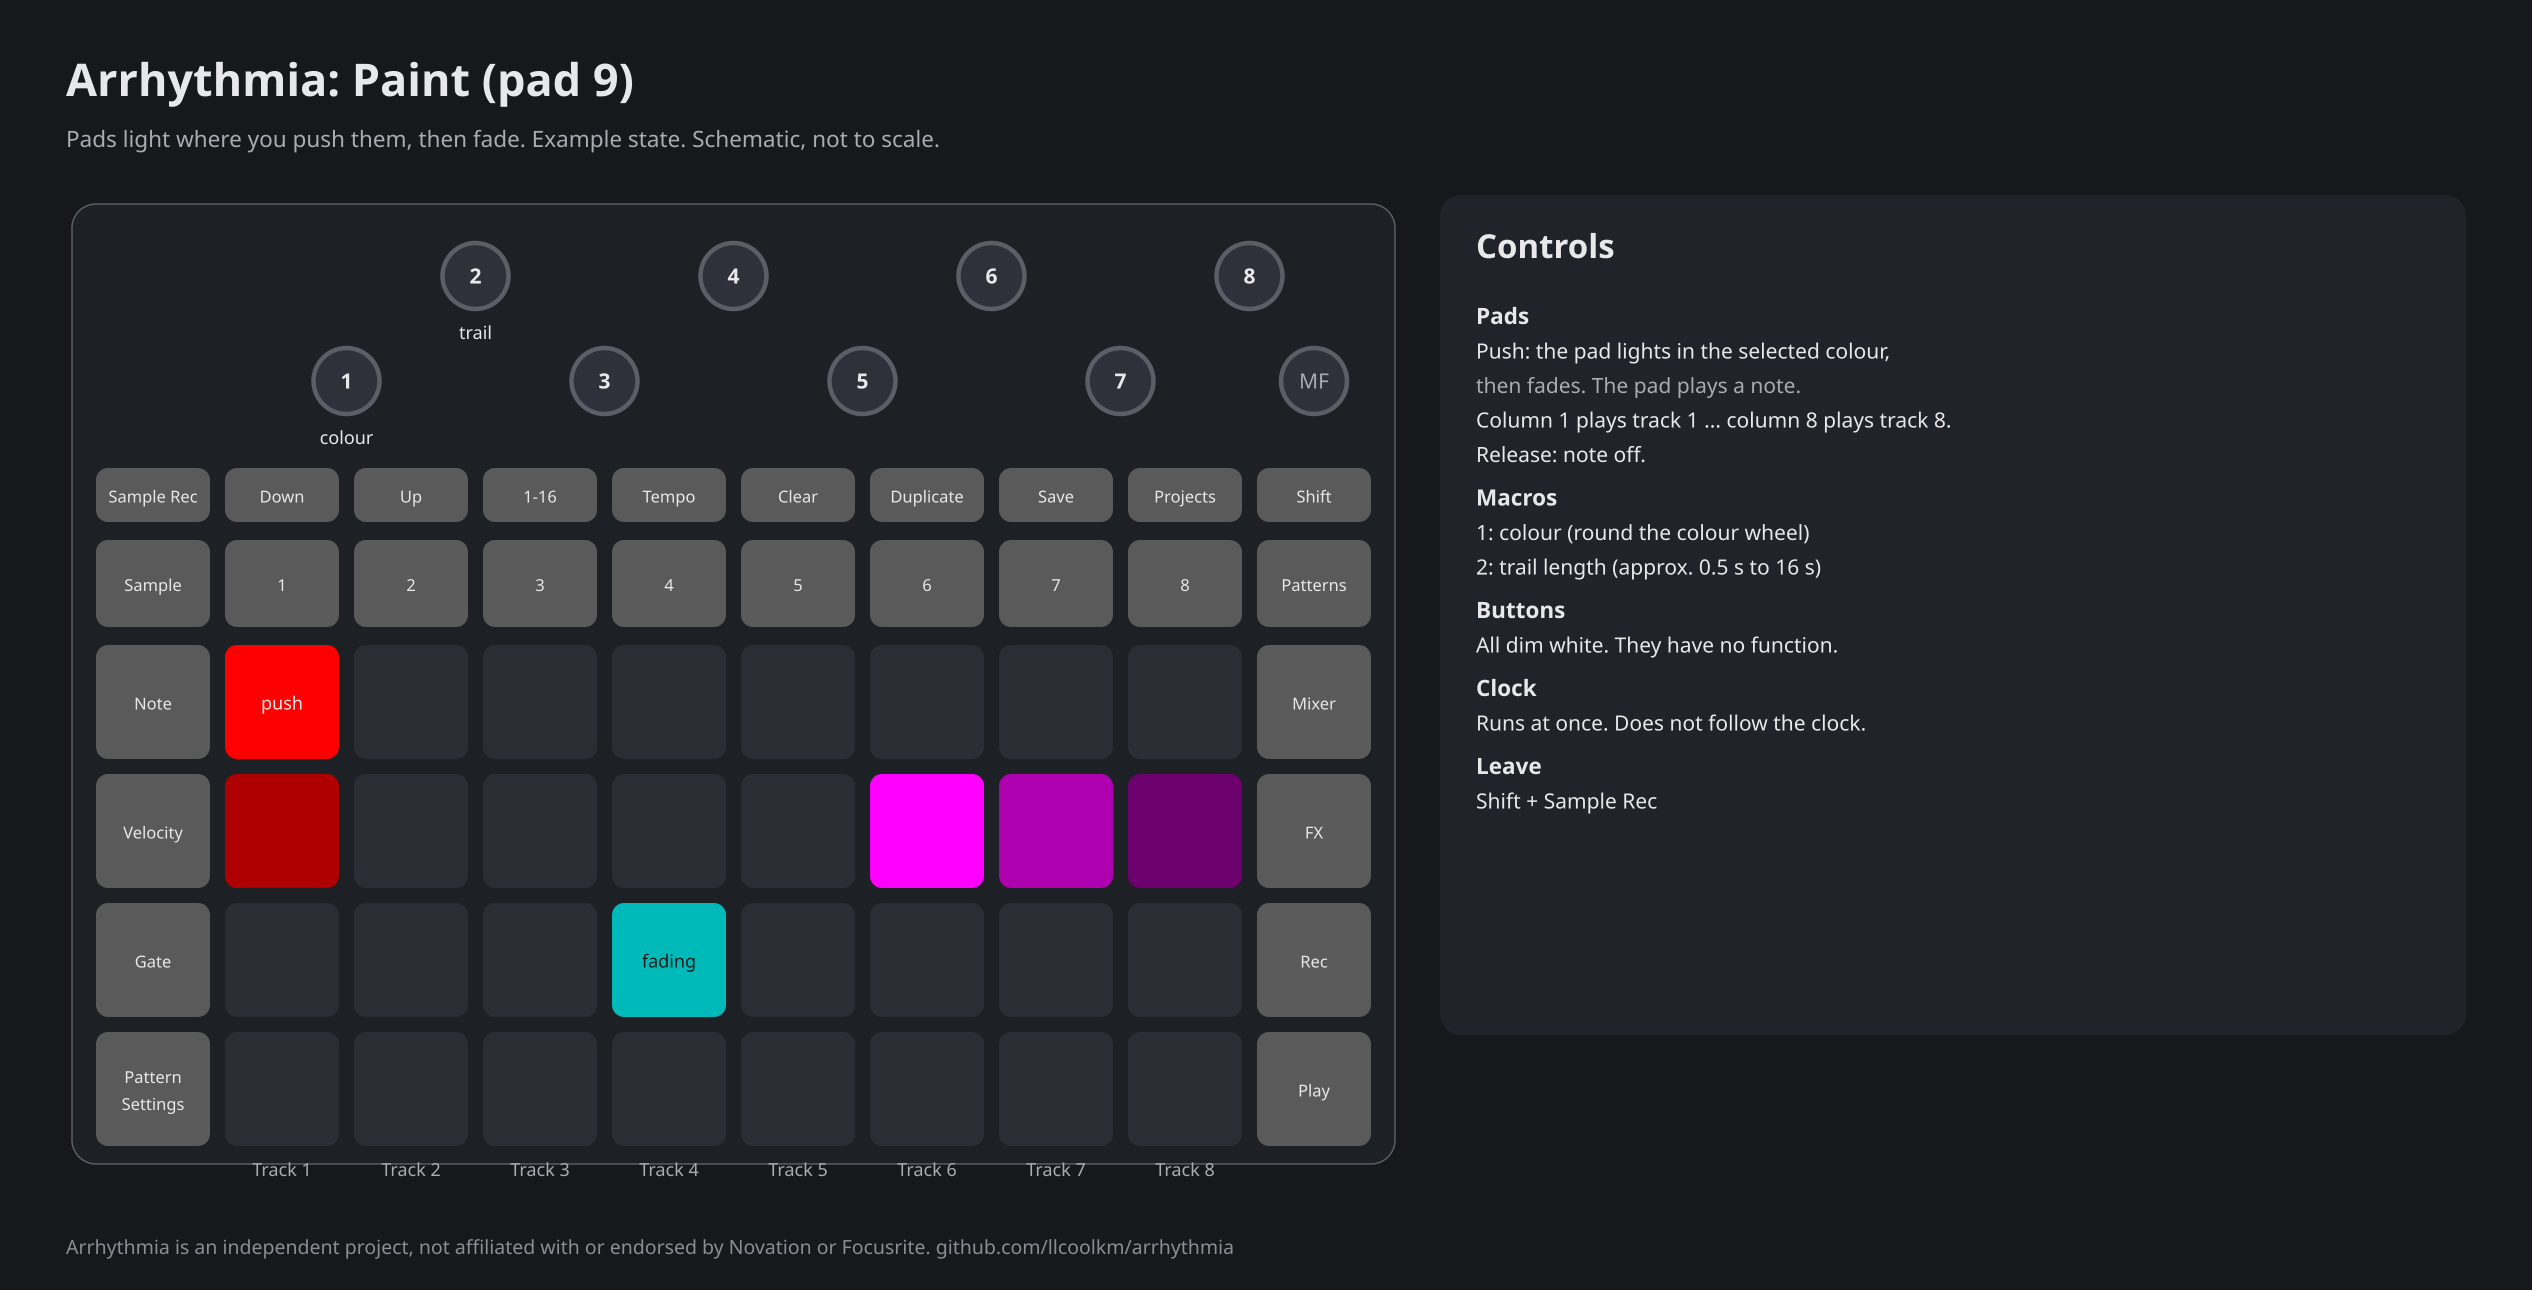 Arrhythmia: Paint (pad 9)
Pads light where you push them, then fade. Example state. Schematic, not to scale.
2
4
6
8
trail
1
3
5
7
MF
colour
Sample Rec
Down
Up
1-16
Tempo
Clear
Duplicate
Save
Projects
Shift
Sample
1
2
3
4
5
6
7
8
Patterns
Note
push
Mixer
Velocity
FX
Gate
fading
Rec
Pattern
Settings
Play
Track 1
Track 2
Track 3
Track 4
Track 5
Track 6
Track 7
Track 8
Controls
Pads
Push: the pad lights in the selected colour,
then fades. The pad plays a note.
Column 1 plays track 1 ... column 8 plays track 8.
Release: note off.
Macros
1: colour (round the colour wheel)
2: trail length (approx. 0.5 s to 16 s)
Buttons
All dim white. They have no function.
Clock
Runs at once. Does not follow the clock.
Leave
Shift + Sample Rec
Arrhythmia is an independent project, not affiliated with or endorsed by Novation or Focusrite. github.com/llcoolkm/arrhythmia